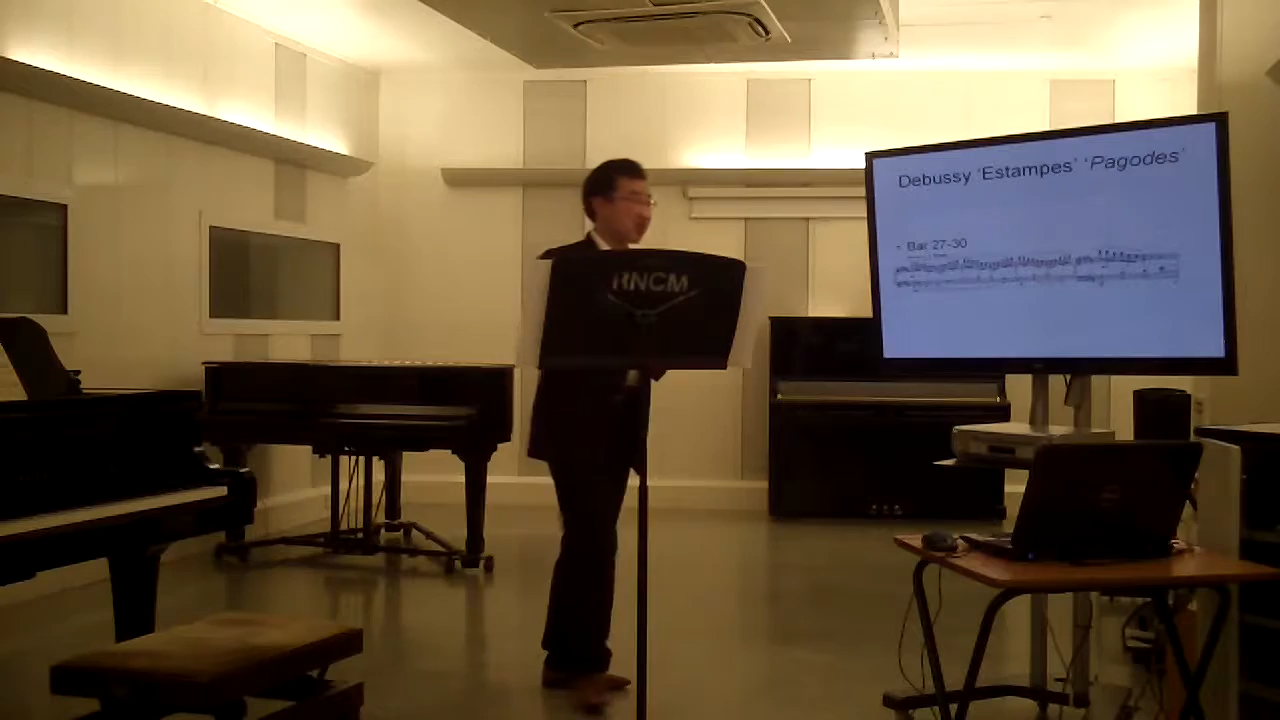 RNCM
Debussy ‘Estampes’ ‘Pagodes’
- Bar 27-30